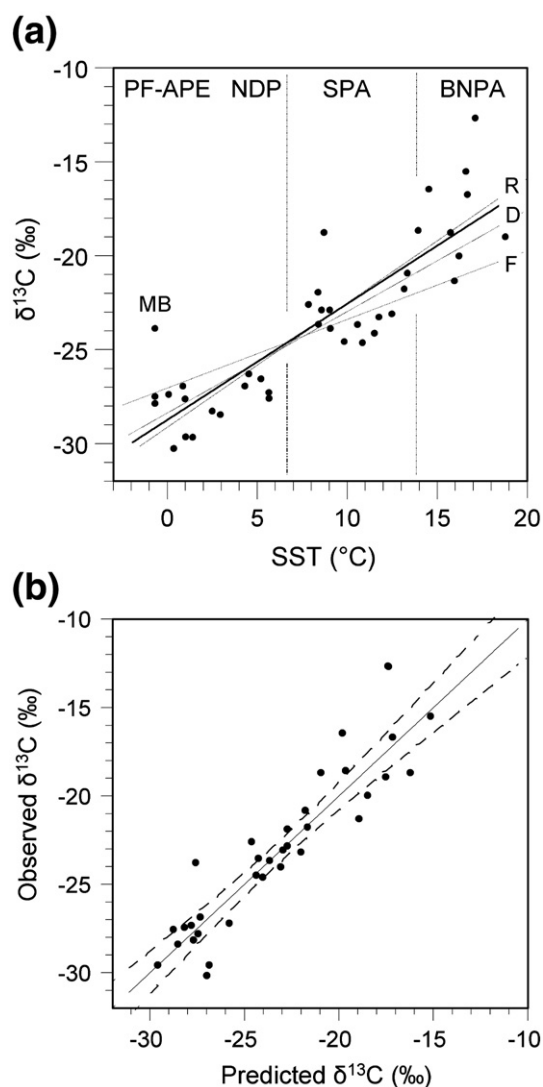 (a)
-10
-15
-20
-25
-30
δ¹³C (‰)
PF-APE NDP SPA BNPA
R
D
F
MB
0 5 10 15 20
SST (°C)
(b)
-10
-15
-20
-25
-30
Observed δ¹³C (‰)
-30 -25 -20 -15 -10
Predicted δ¹³C (‰)